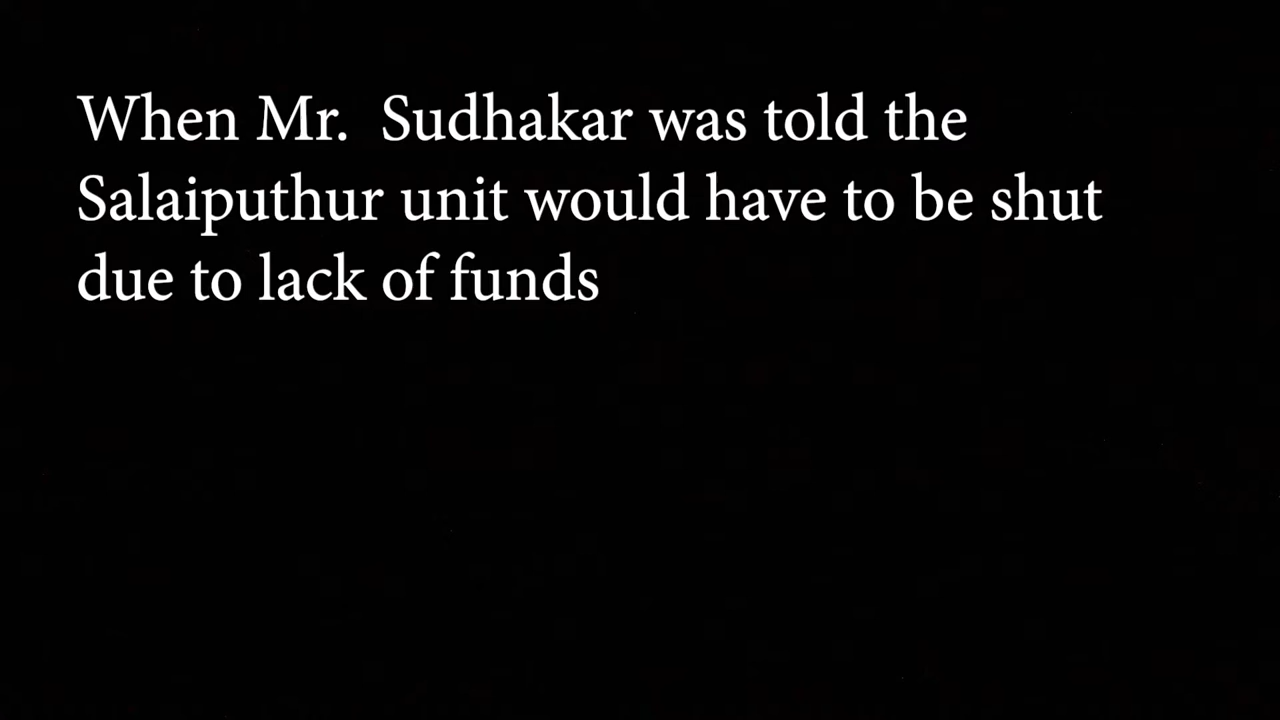 When Mr.  Sudhakar was told the
Salaiputhur unit would have to be shut
due to lack of funds